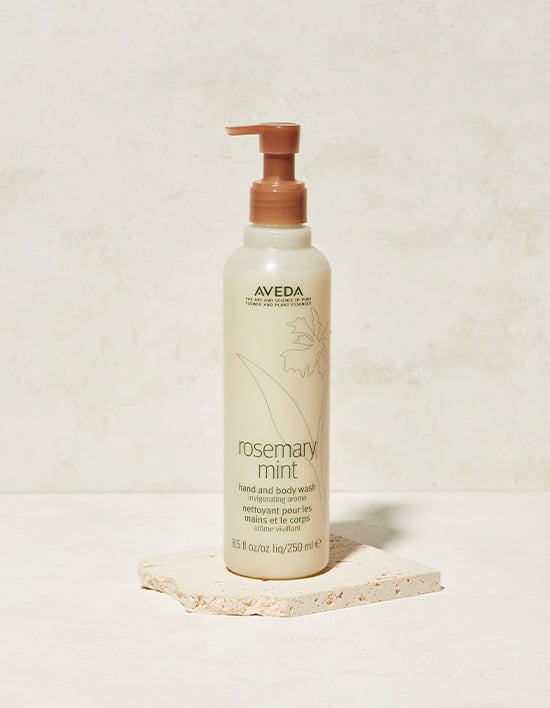 AVEDA
THE ART AND SCIENCE OF PURE
FLOWER AND PLANT ESSENCES
rosemary
mint
hand and body wash
invigorating aroma
nettoyant pour les
mains et le corps
arôme vivifiant
8.5 fl oz/oz liq/250 ml ℮